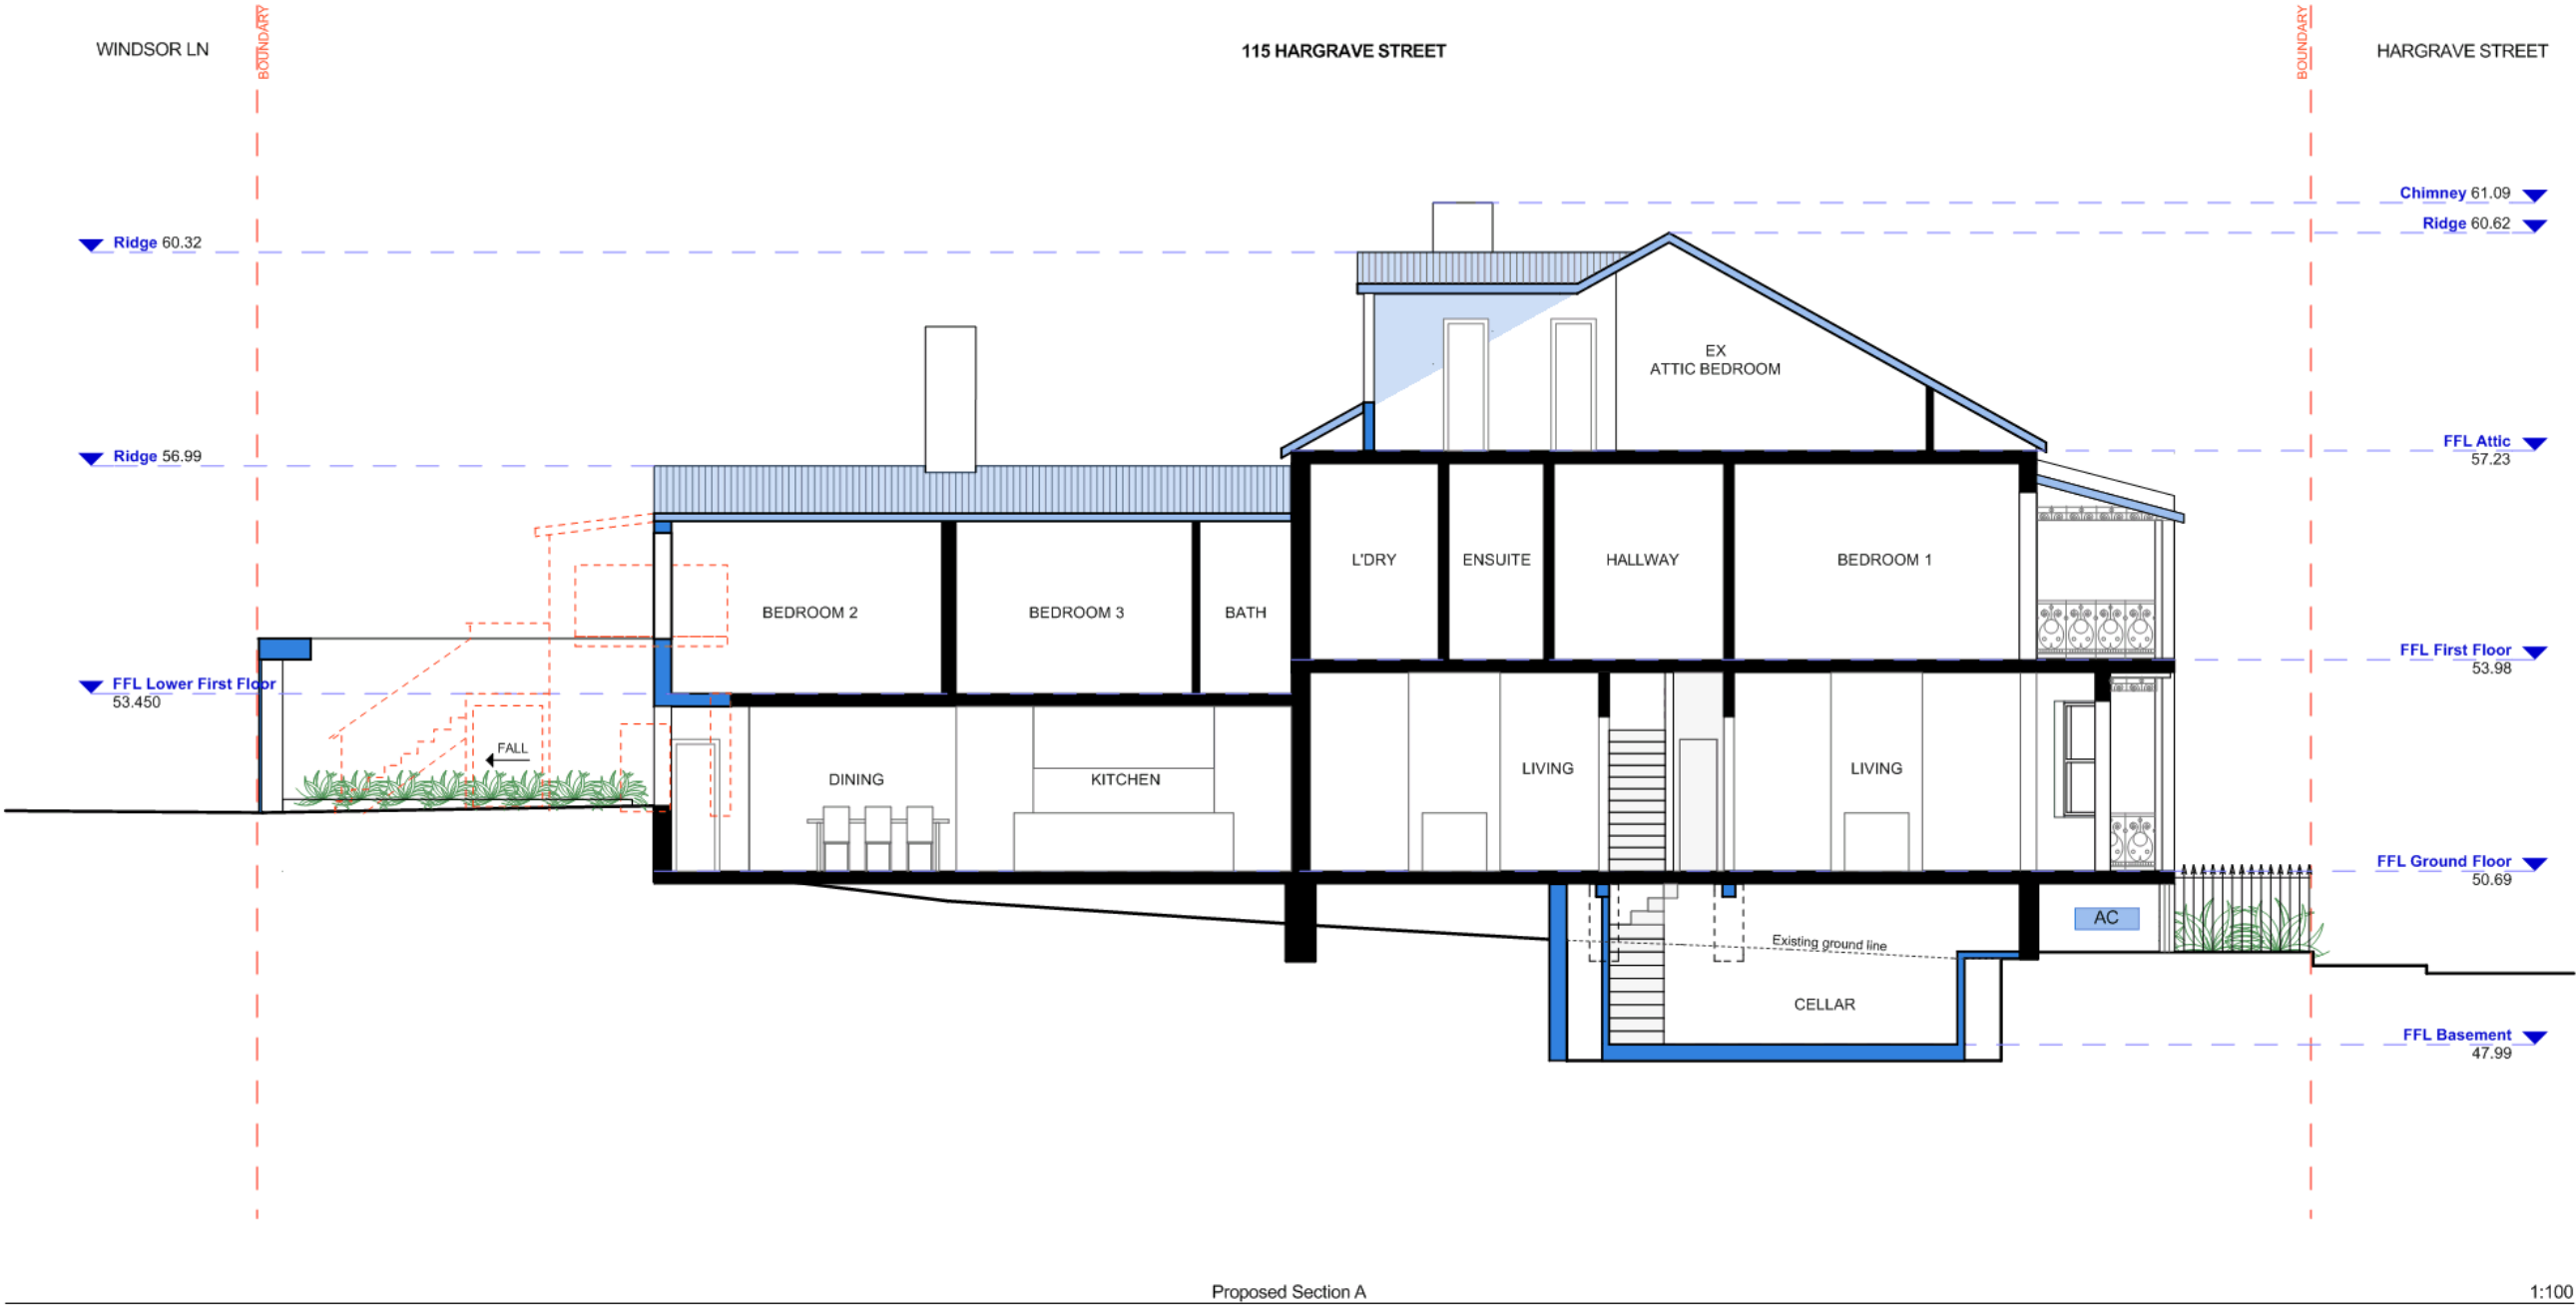 WINDSOR LN
BOUNDARY
115 HARGRAVE STREET
BOUNDARY
HARGRAVE STREET
Chimney 61.09
Ridge 60.62
Ridge 60.32
EX
ATTIC BEDROOM
FFL Attic
57.23
Ridge 56.99
L'DRY
ENSUITE
HALLWAY
BEDROOM 1
BEDROOM 2
BEDROOM 3
BATH
FFL First Floor
53.98
FFL Lower First Floor
53.450
FALL
DINING
KITCHEN
LIVING
LIVING
FFL Ground Floor
50.69
AC
Existing ground line
CELLAR
FFL Basement
47.99
Proposed Section A
1:100